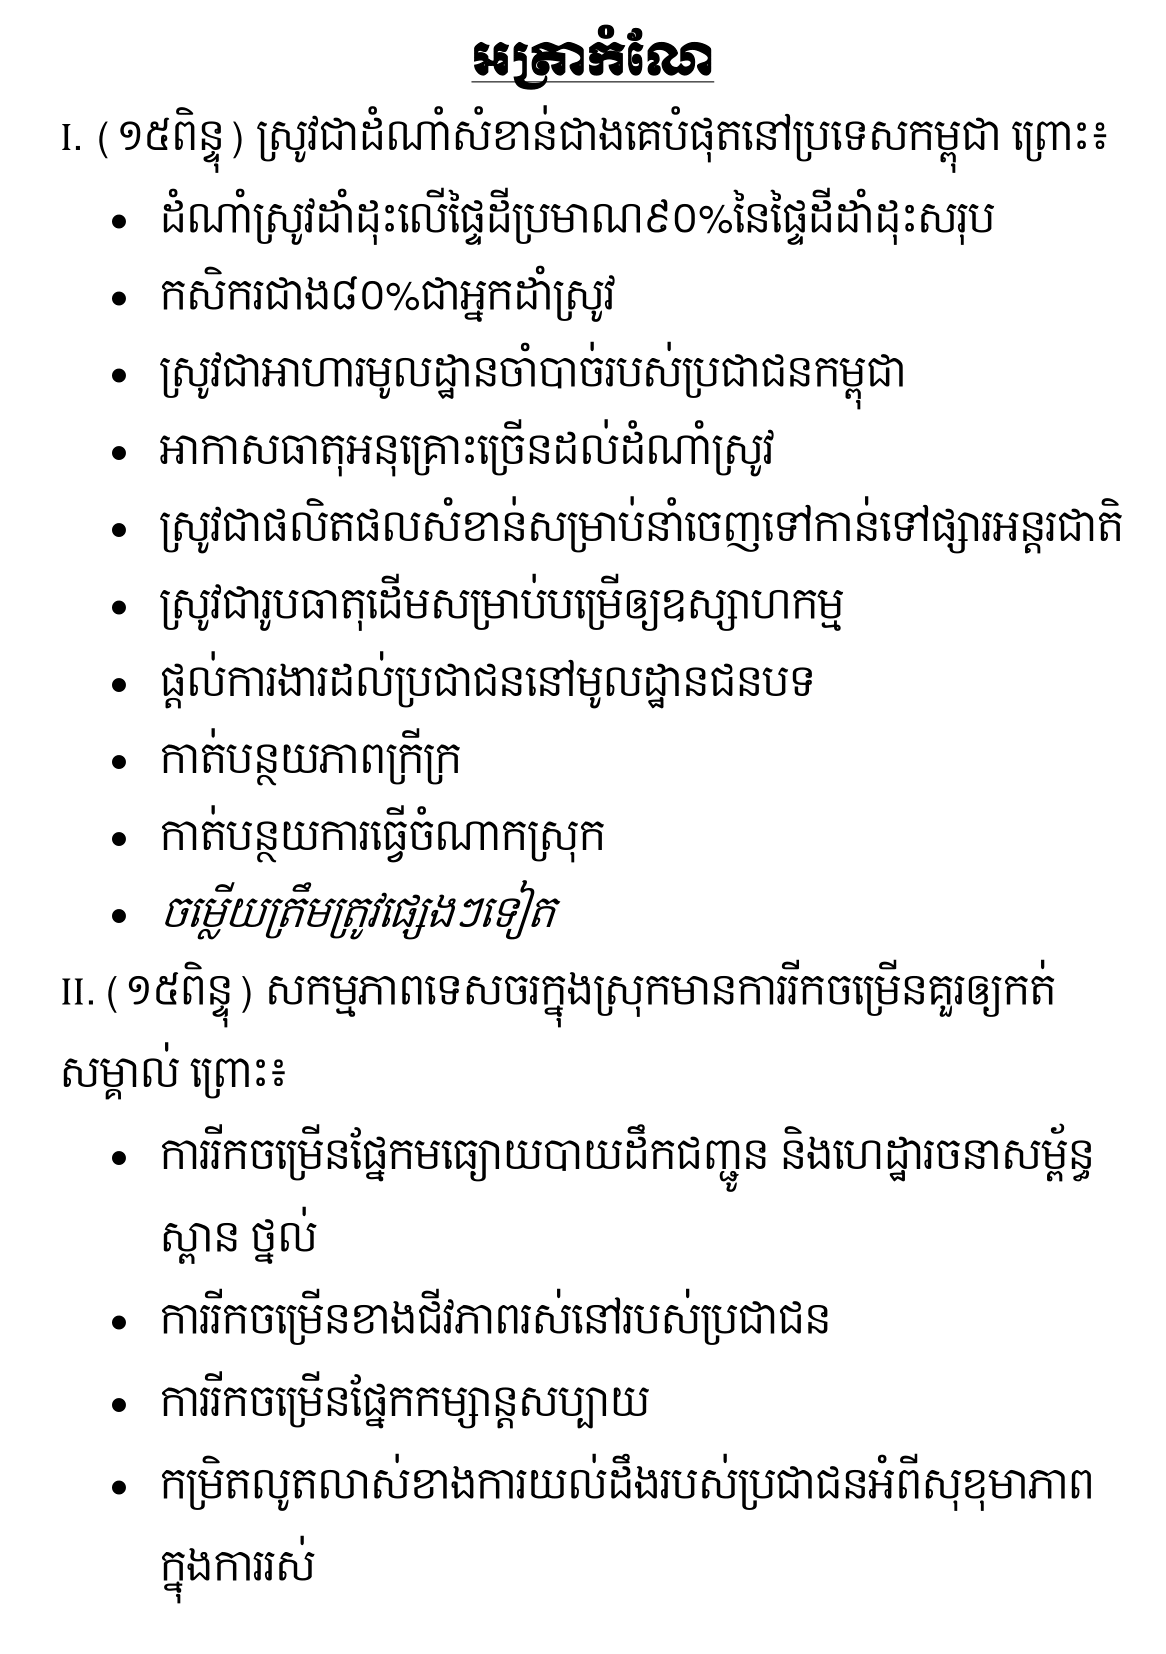 អត្រាកំណែ
I. (១៥ពិន្ទុ) ស្រូវជាដំណាំសំខាន់ជាងគេបំផុតនៅប្រទេសកម្ពុជា ព្រោះ៖
• ដំណាំស្រូវដាំដុះលើផ្ទៃដីប្រមាណ៩០%នៃផ្ទៃដីដាំដុះសរុប
• កសិករជាង៨០%ជាអ្នកដាំស្រូវ
• ស្រូវជាអាហារមូលដ្ឋានចាំបាច់របស់ប្រជាជនកម្ពុជា
• អាកាសធាតុអនុគ្រោះច្រើនដល់ដំណាំស្រូវ
• ស្រូវជាផលិតផលសំខាន់សម្រាប់នាំចេញទៅកាន់ទៅផ្សារអន្តរជាតិ
• ស្រូវជារូបធាតុដើមសម្រាប់បម្រើឲ្យឧស្សាហកម្ម
• ផ្តល់ការងារដល់ប្រជាជននៅមូលដ្ឋានជនបទ
• កាត់បន្ថយភាពក្រីក្រ
• កាត់បន្ថយការធ្វើចំណាកស្រុក
• ចម្លើយត្រឹមត្រូវផ្សេងៗទៀត
II. (១៥ពិន្ទុ) សកម្មភាពទេសចរក្នុងស្រុកមានការរីកចម្រើនគួរឲ្យកត់
សម្គាល់ ព្រោះ៖
• ការរីកចម្រើនផ្នែកមធ្យោយបាយដឹកជញ្ជូន និងហេដ្ឋារចនាសម្ព័ន្ធ
ស្ពាន ថ្នល់
• ការរីកចម្រើនខាងជីវភាពរស់នៅរបស់ប្រជាជន
• ការរីកចម្រើនផ្នែកកម្សាន្តសប្បាយ
• កម្រិតលូតលាស់ខាងការយល់ដឹងរបស់ប្រជាជនអំពីសុខុមាភាព
ក្នុងការរស់